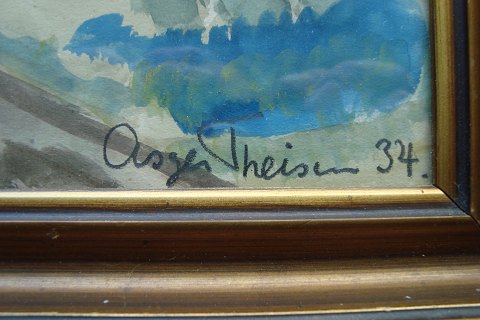 Asger Theisen 34.